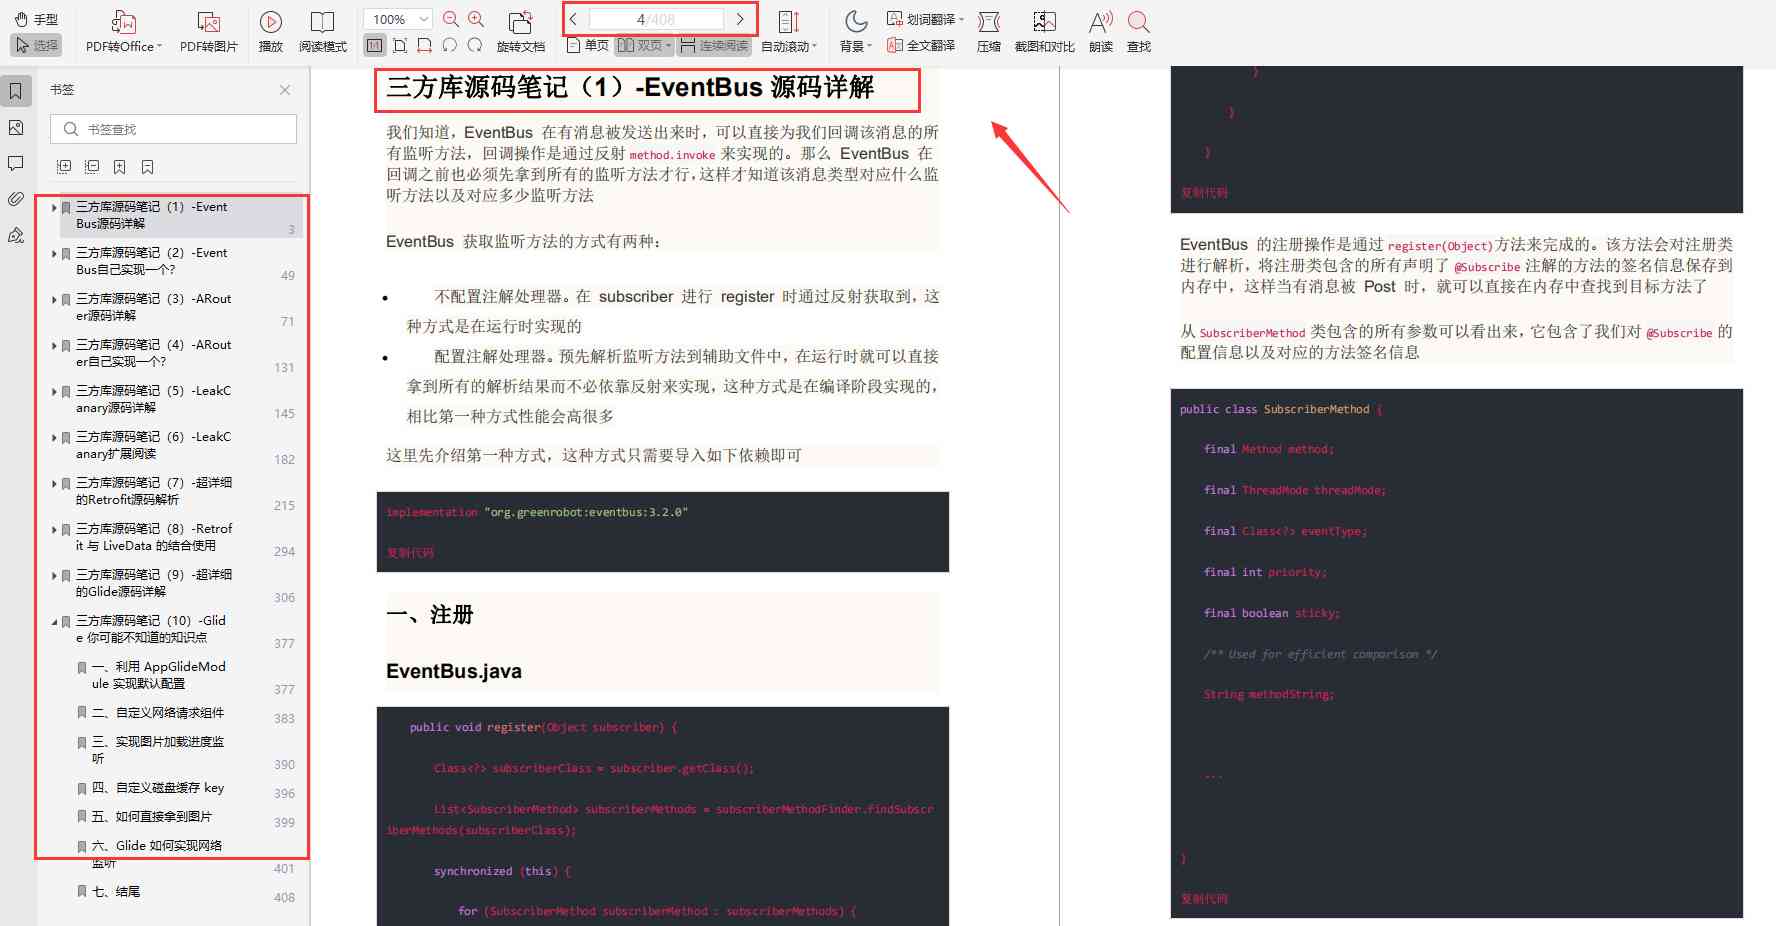 手型
选择
PDF转Office
PDF转图片
播放
阅读模式
100%
旋转文档
4/408
单页
双页
连续阅读
自动滚动
背景
划词翻译
全文翻译
压缩
截图和对比
朗读
查找
书签
书签查找
三方库源码笔记（1）-Event
Bus源码详解
3
三方库源码笔记（2）-Event
Bus自己实现一个?
49
三方库源码笔记（3）-ARout
er源码详解
71
三方库源码笔记（4）-ARout
er自己实现一个?
131
三方库源码笔记（5）-LeakC
anary源码详解
145
三方库源码笔记（6）-LeakC
anary扩展阅读
182
三方库源码笔记（7）-超详细
的Retrofit源码解析
215
三方库源码笔记（8）-Retrof
it 与 LiveData 的结合使用
294
三方库源码笔记（9）-超详细
的Glide源码详解
306
三方库源码笔记（10）-Glid
e 你可能不知道的知识点
377
一、利用 AppGlideMod
ule 实现默认配置
377
二、自定义网络请求组件
383
三、实现图片加载进度监
听
390
四、自定义磁盘缓存 key
396
五、如何直接拿到图片
399
六、Glide 如何实现网络
监听
401
七、结尾
408
三方库源码笔记（1）-EventBus 源码详解
我们知道，EventBus 在有消息被发送出来时，可以直接为我们回调该消息的所
有监听方法，回调操作是通过反射 method.invoke 来实现的。那么 EventBus 在
回调之前也必须先拿到所有的监听方法才行，这样才知道该消息类型对应什么监
听方法以及对应多少监听方法
EventBus 获取监听方法的方式有两种：
• 不配置注解处理器。在 subscriber 进行 register 时通过反射获取到，这
种方式是在运行时实现的
• 配置注解处理器。预先解析监听方法到辅助文件中，在运行时就可以直接
拿到所有的解析结果而不必依靠反射来实现，这种方式是在编译阶段实现的，
相比第一种方式性能会高很多
这里先介绍第一种方式，这种方式只需要导入如下依赖即可
implementation "org.greenrobot:eventbus:3.2.0"
复制代码
一、注册
EventBus.java
public void register(Object subscriber) {
Class<?> subscriberClass = subscriber.getClass();
List<SubscriberMethod> subscriberMethods = subscriberMethodFinder.findSubscr
iberMethods(subscriberClass);
synchronized (this) {
for (SubscriberMethod subscriberMethod : subscriberMethods) {
}
}
}
复制代码
EventBus 的注册操作是通过 register(Object)方法来完成的。该方法会对注册类
进行解析，将注册类包含的所有声明了 @Subscribe 注解的方法的签名信息保存到
内存中，这样当有消息被 Post 时，就可以直接在内存中查找到目标方法了
从 SubscriberMethod 类包含的所有参数可以看出来，它包含了我们对 @Subscribe 的
配置信息以及对应的方法签名信息
public class SubscriberMethod {
final Method method;
final ThreadMode threadMode;
final Class<?> eventType;
final int priority;
final boolean sticky;
/** Used for efficient comparison */
String methodString;
...
}
复制代码